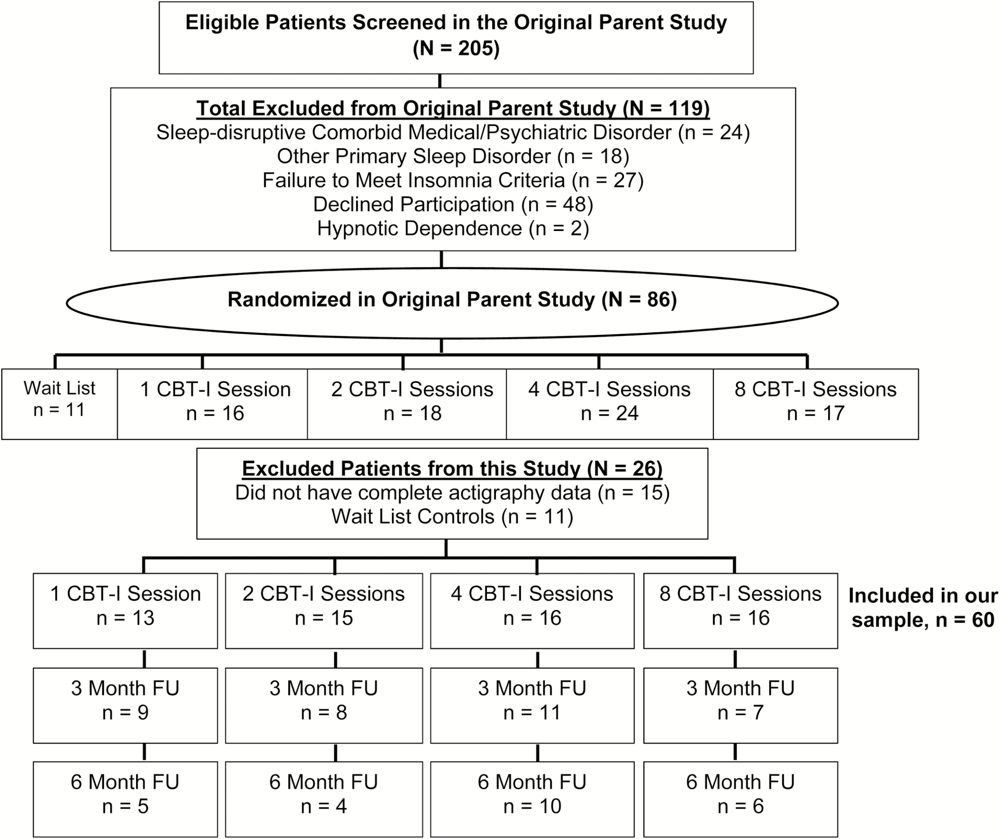 Eligible Patients Screened in the Original Parent Study
(N = 205)
Total Excluded from Original Parent Study (N = 119)
Sleep-disruptive Comorbid Medical/Psychiatric Disorder (n = 24)
Other Primary Sleep Disorder (n = 18)
Failure to Meet Insomnia Criteria (n = 27)
Declined Participation (n = 48)
Hypnotic Dependence (n = 2)
Randomized in Original Parent Study (N = 86)
Wait List
n = 11
1 CBT-I Session
n = 16
2 CBT-I Sessions
n = 18
4 CBT-I Sessions
n = 24
8 CBT-I Sessions
n = 17
Excluded Patients from this Study (N = 26)
Did not have complete actigraphy data (n = 15)
Wait List Controls (n = 11)
1 CBT-I Session
n = 13
2 CBT-I Sessions
n = 15
4 CBT-I Sessions
n = 16
8 CBT-I Sessions
n = 16
Included in our
sample, n = 60
3 Month FU
n = 9
3 Month FU
n = 8
3 Month FU
n = 11
3 Month FU
n = 7
6 Month FU
n = 5
6 Month FU
n = 4
6 Month FU
n = 10
6 Month FU
n = 6